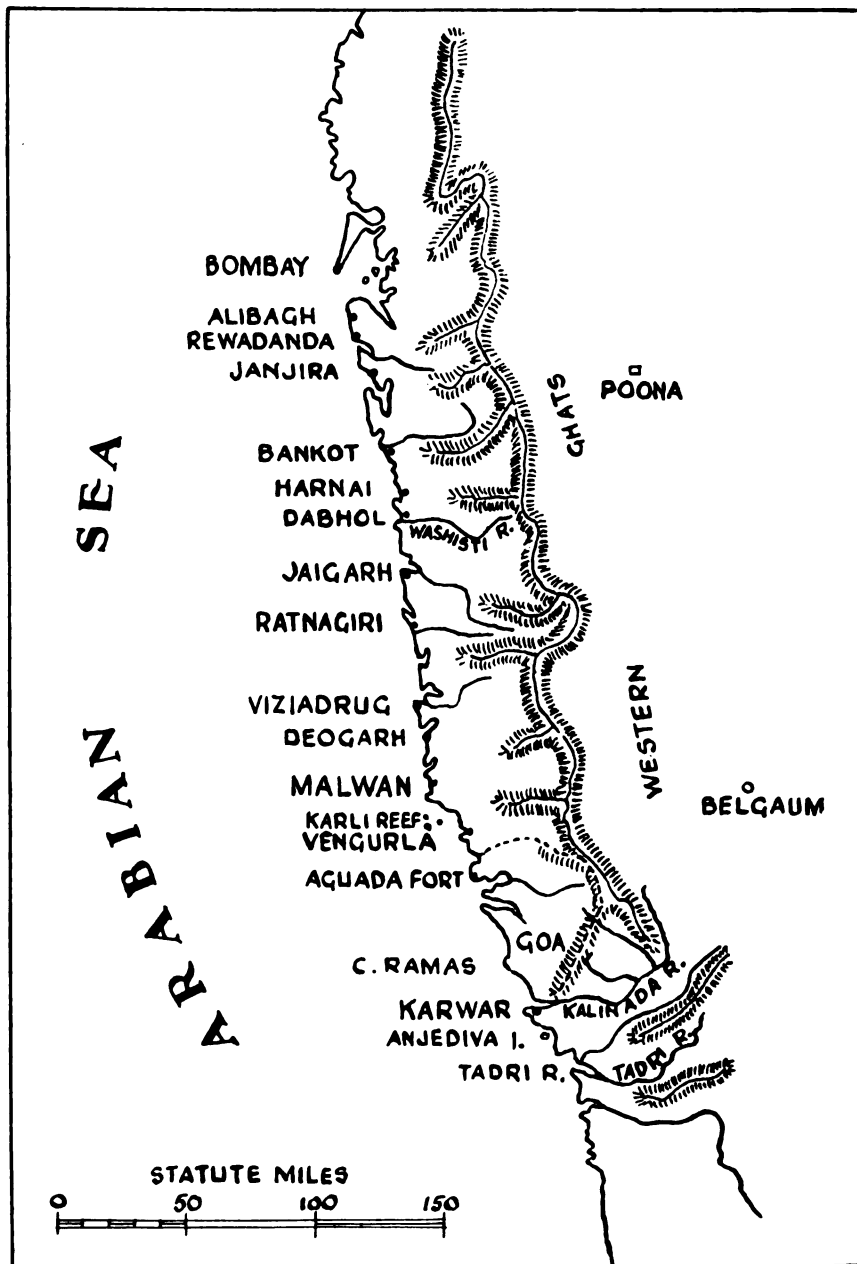 BOMBAY
ALIBAGH
REWADANDA
JANJIRA
GHATS
POONA
BANKOT
HARNAI
DABHOL
WASHISTI R.
JAIGARH
RATNAGIRI
ARABIAN SEA
WESTERN
VIZIADRUG
DEOGARH
MALWAN
BELGAUM
KARLI REEF
VENGURLA
AGUADA FORT
GOA
C. RAMAS
KARWAR
KALINADA R.
ANJEDIVA I.
TADRI R.
TADRI R.
STATUTE MILES
0 50 100 150